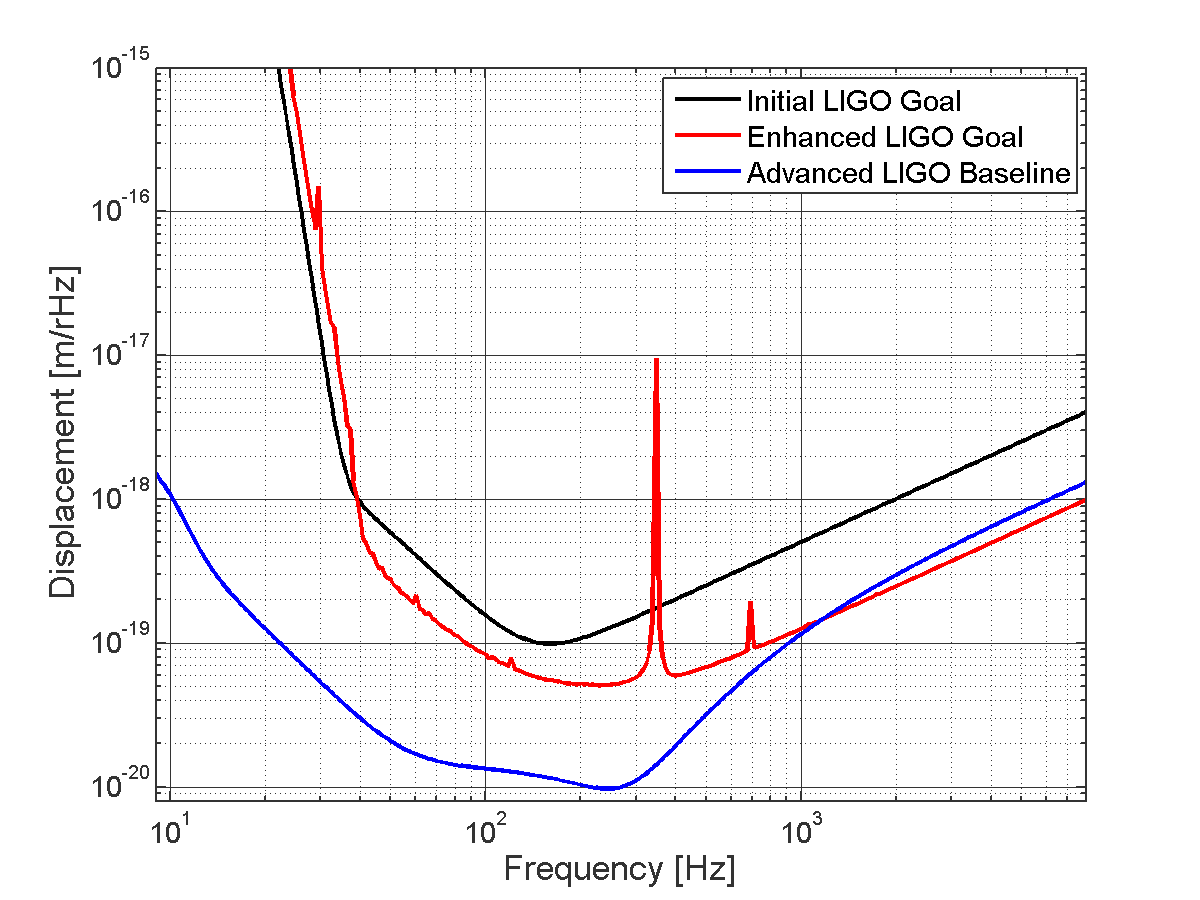 Initial LIGO Goal
Enhanced LIGO Goal
Advanced LIGO Baseline
10^-15
10^-16
10^-17
10^-18
10^-19
10^-20
Displacement [m/rHz]
10^1 10^2 10^3
Frequency [Hz]